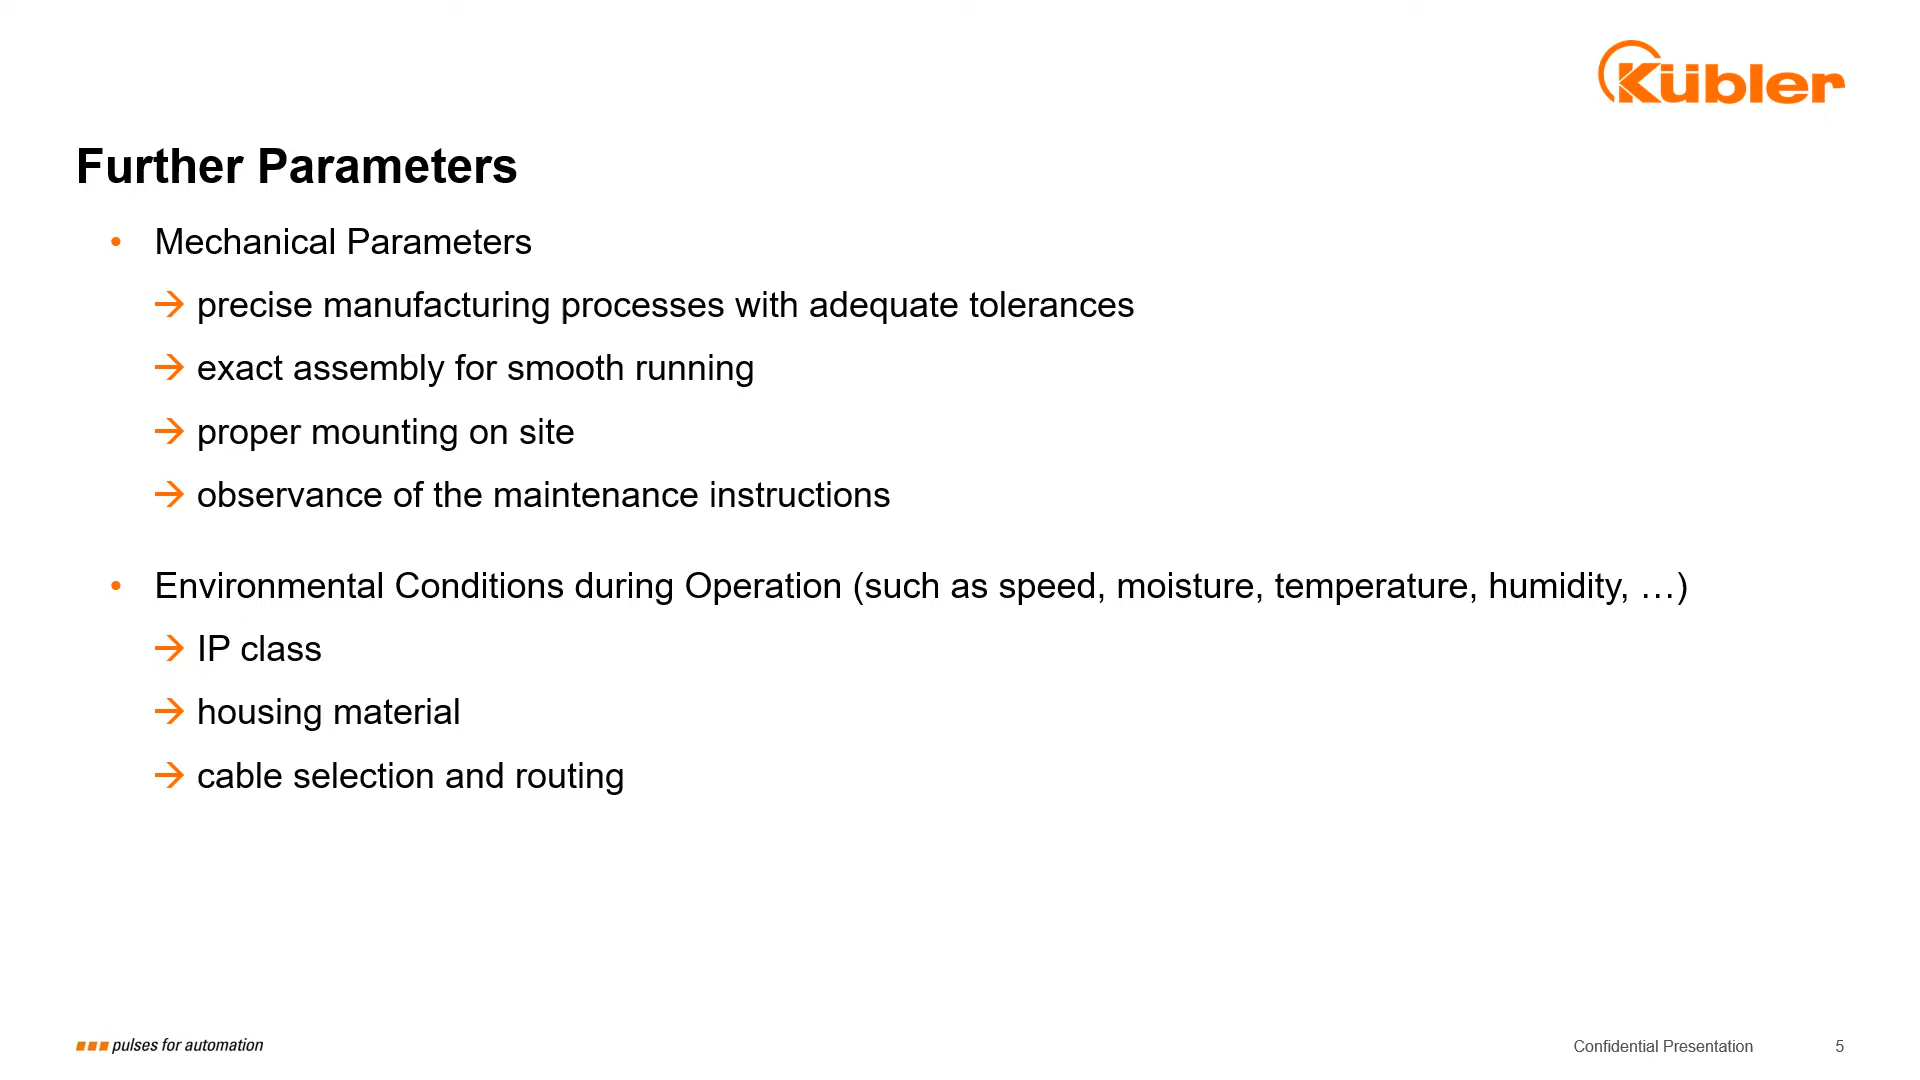 Kübler
Further Parameters
• Mechanical Parameters
→ precise manufacturing processes with adequate tolerances
→ exact assembly for smooth running
→ proper mounting on site
→ observance of the maintenance instructions
• Environmental Conditions during Operation (such as speed, moisture, temperature, humidity, …)
→ IP class
→ housing material
→ cable selection and routing
pulses for automation
Confidential Presentation 5